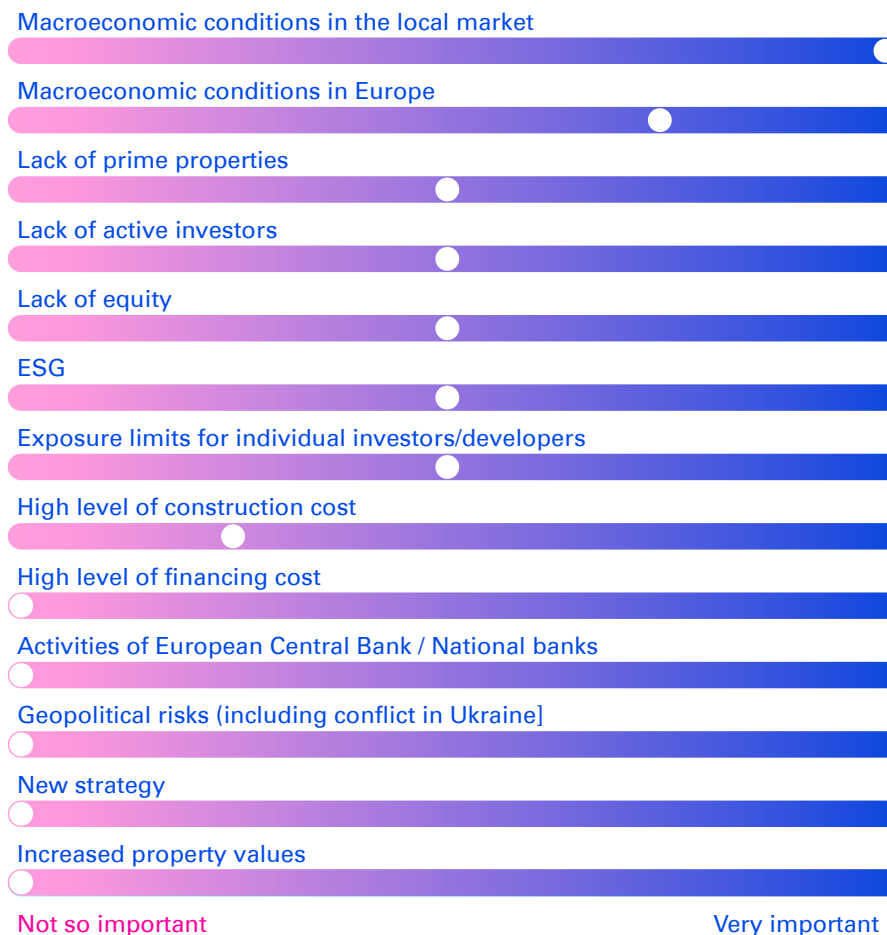 Macroeconomic conditions in the local market
Macroeconomic conditions in Europe
Lack of prime properties
Lack of active investors
Lack of equity
ESG
Exposure limits for individual investors/developers
High level of construction cost
High level of financing cost
Activities of European Central Bank / National banks
Geopolitical risks (including conflict in Ukraine]
New strategy
Increased property values
Not so important Very important